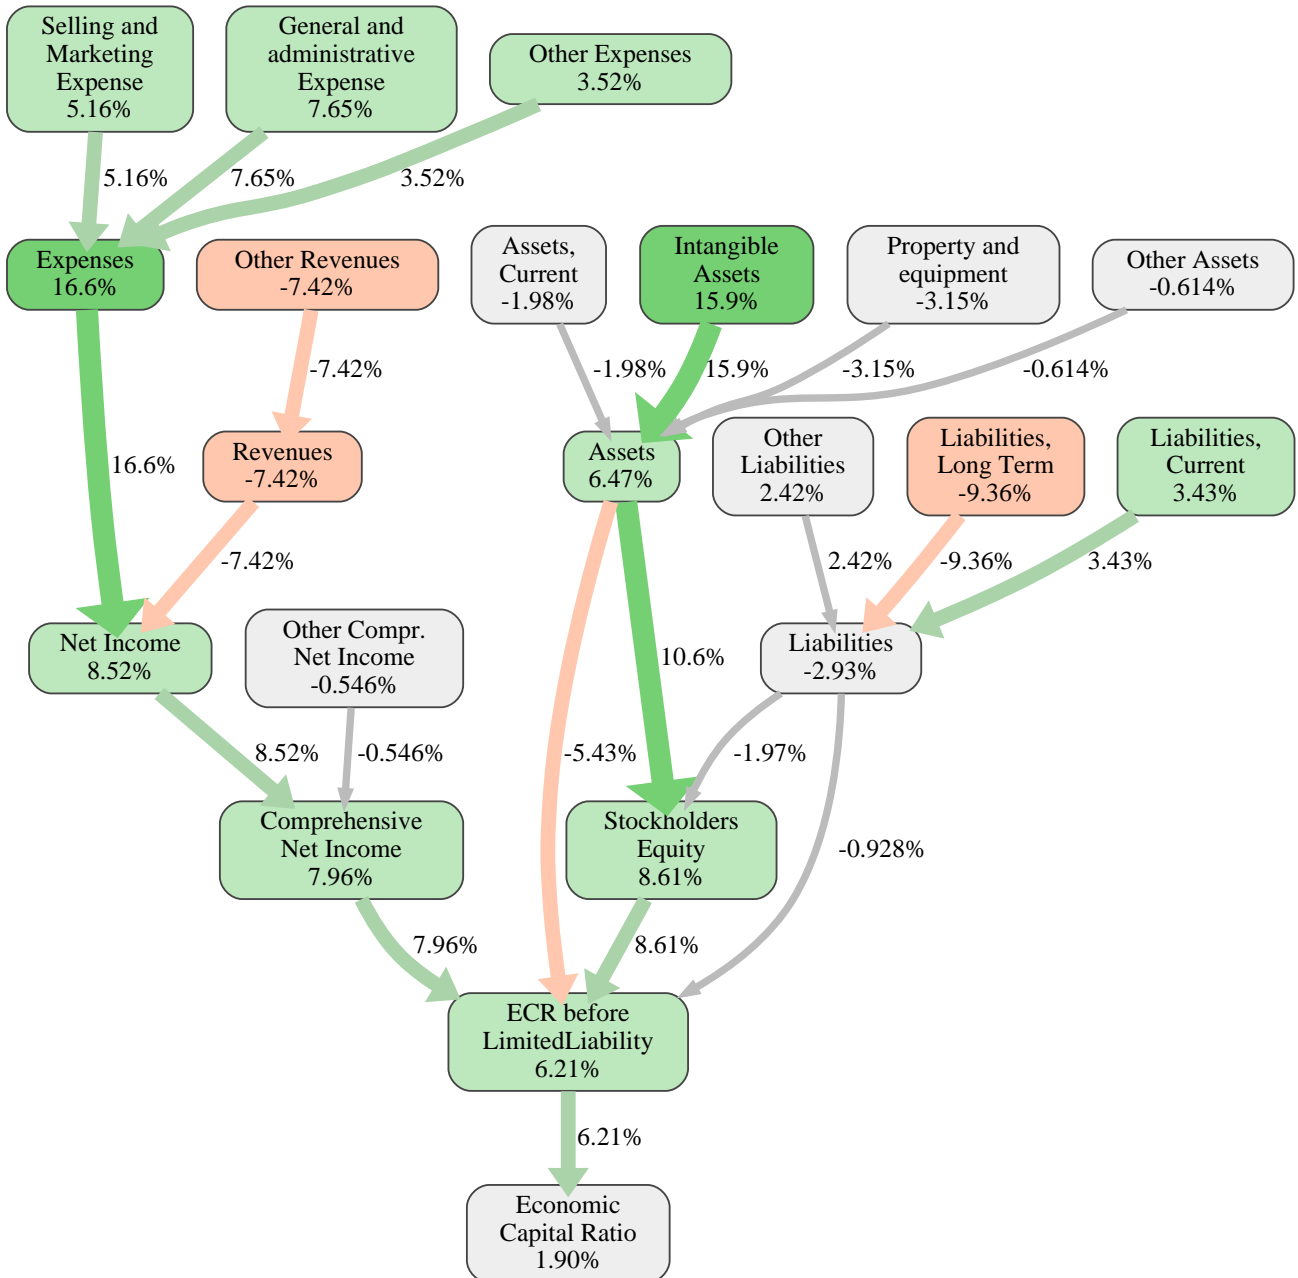 Selling and
Marketing
Expense
5.16%
General and
administrative
Expense
7.65%
Other Expenses
3.52%
5.16%
7.65%
3.52%
Expenses
16.6%
Other Revenues
-7.42%
Assets,
Current
-1.98%
Intangible
Assets
15.9%
Property and
equipment
-3.15%
Other Assets
-0.614%
-7.42%
-1.98%
15.9%
-3.15%
-0.614%
Revenues
-7.42%
Assets
6.47%
Other
Liabilities
2.42%
Liabilities,
Long Term
-9.36%
Liabilities,
Current
3.43%
16.6%
-7.42%
2.42%
-9.36%
3.43%
Net Income
8.52%
Other Compr.
Net Income
-0.546%
10.6%
Liabilities
-2.93%
8.52%
-0.546%
-5.43%
-1.97%
Comprehensive
Net Income
7.96%
Stockholders
Equity
8.61%
-0.928%
7.96%
8.61%
ECR before
LimitedLiability
6.21%
6.21%
Economic
Capital Ratio
1.90%